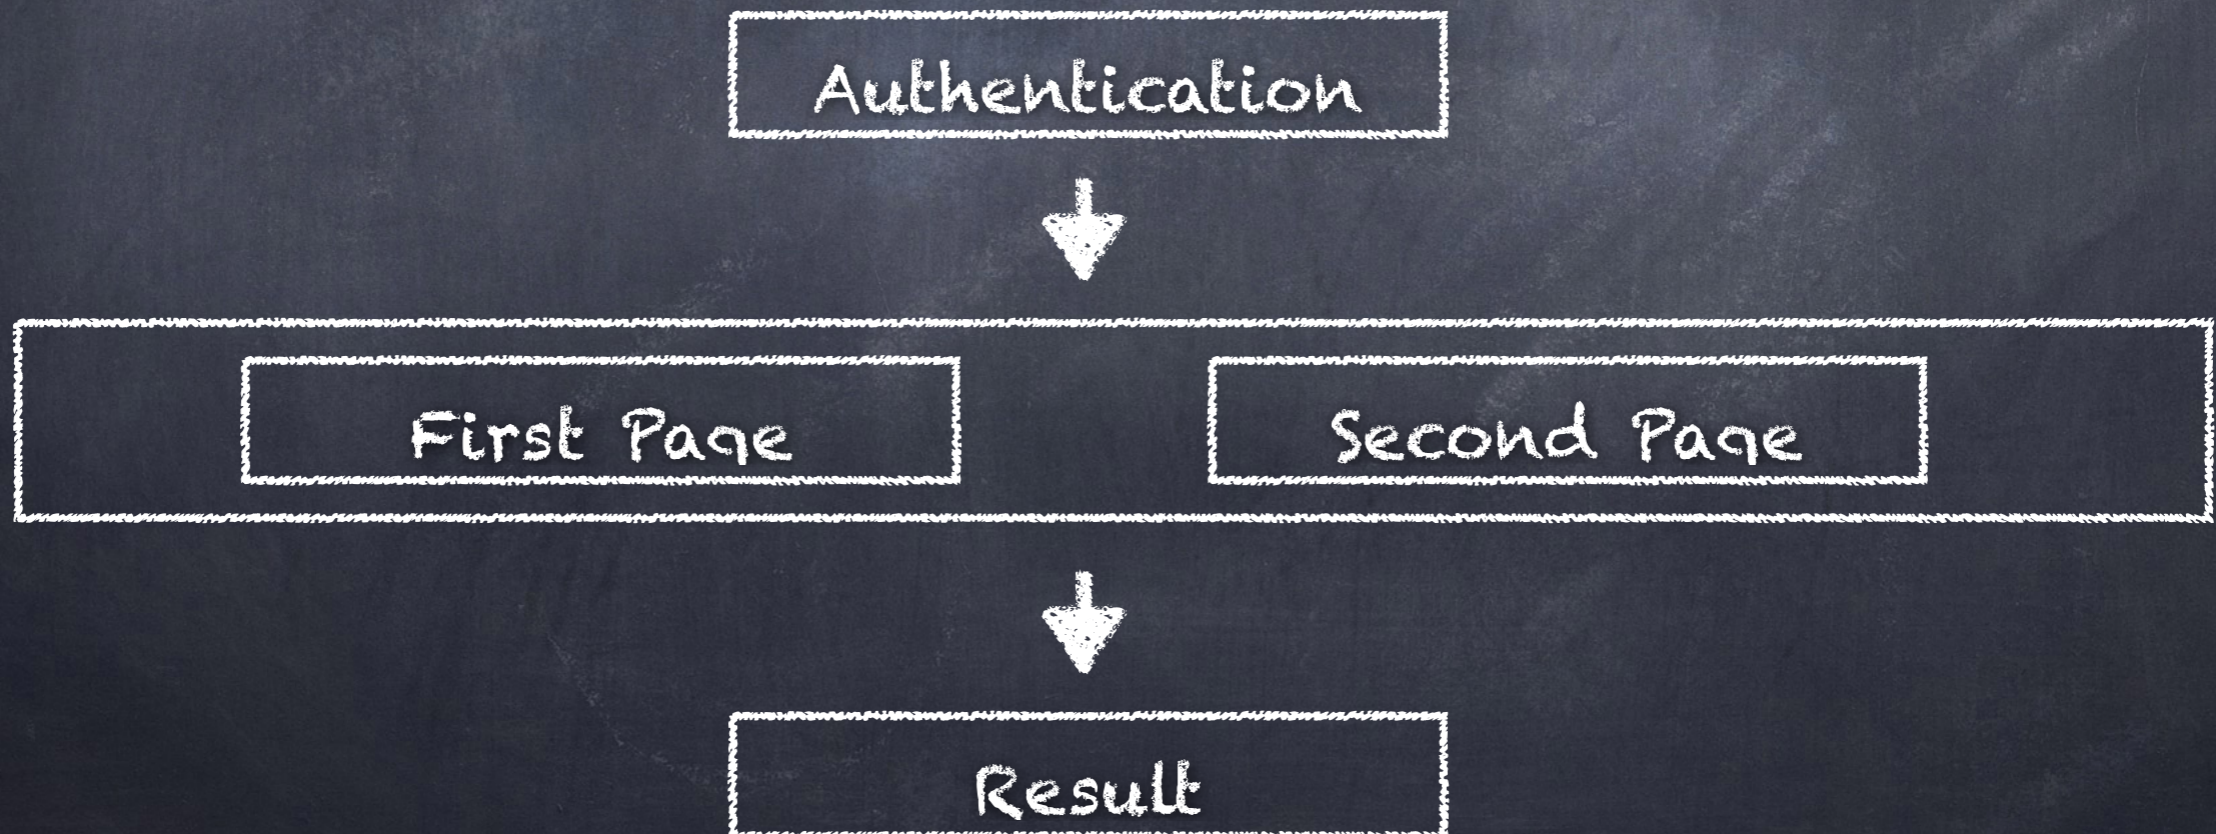 Authentication
First Page
Second Page
Result